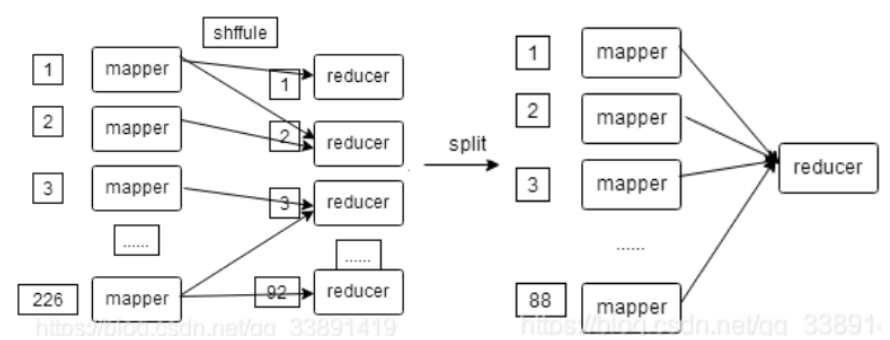 shffule
1
mapper
1
reducer
2
mapper
2
reducer
3
mapper
3
reducer
......
......
226
mapper
92
reducer
https://blog.csdn.net/qq_33891419
split
1
mapper
2
mapper
3
mapper
reducer
......
88
mapper
https://blog.csdn.net/qq_33891